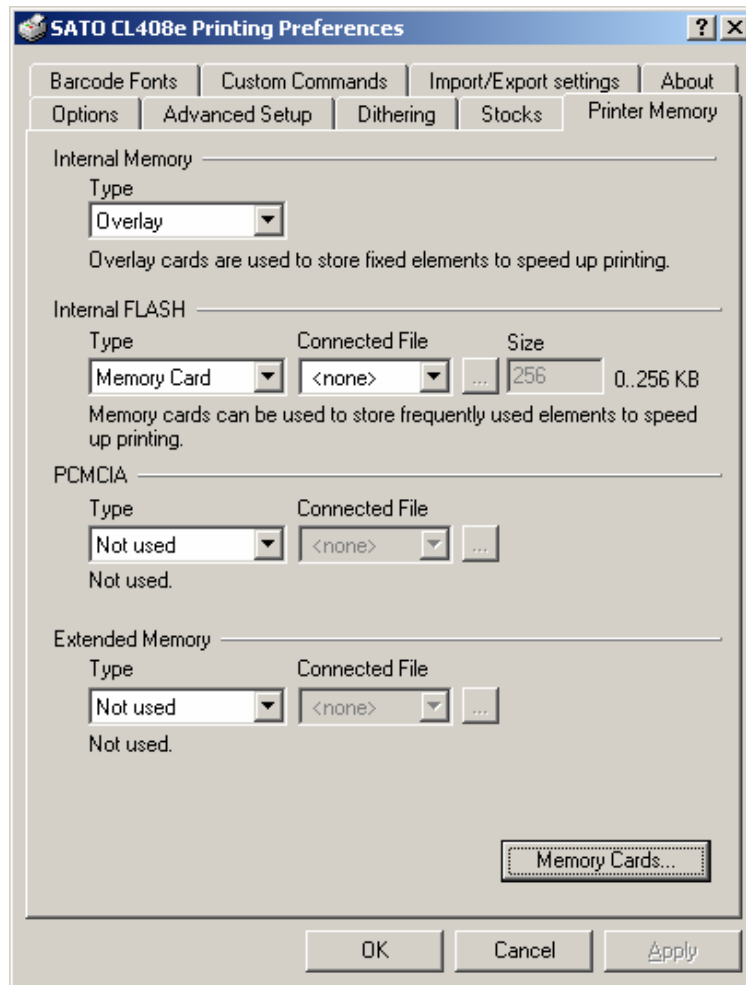 SATO CL408e Printing Preferences
Barcode Fonts Custom Commands Import/Export settings About
Options Advanced Setup Dithering Stocks Printer Memory
Internal Memory
Type
Overlay
Overlay cards are used to store fixed elements to speed up printing.
Internal FLASH
Type Connected File Size
Memory Card <none> ... 256 0..256 KB
Memory cards can be used to store frequently used elements to speed
up printing.
PCMCIA
Type Connected File
Not used <none> ...
Not used.
Extended Memory
Type Connected File
Not used <none> ...
Not used.
Memory Cards...
OK Cancel Apply